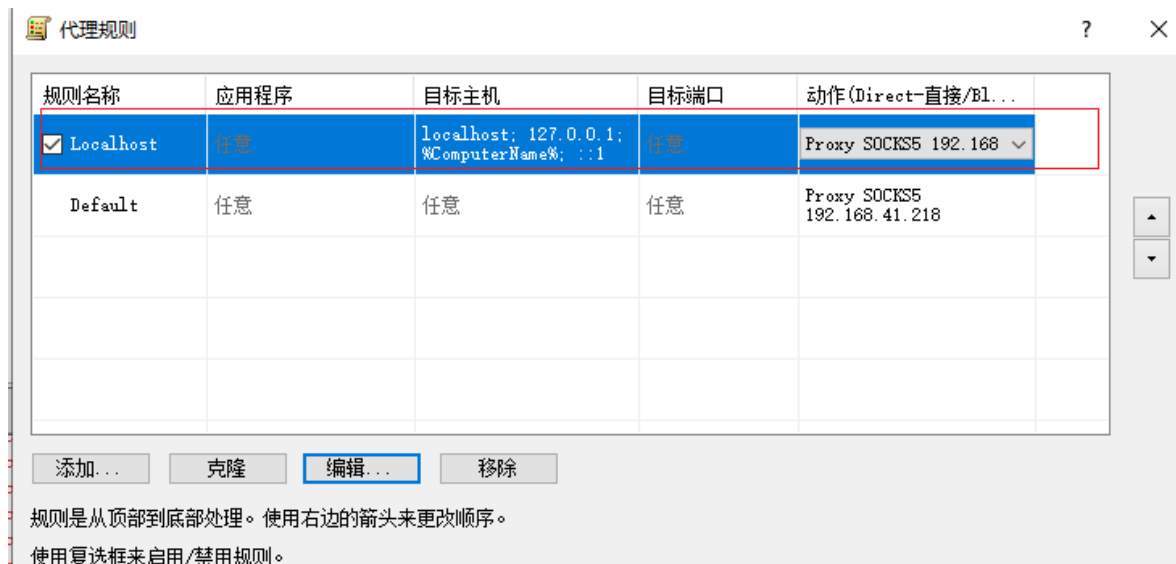 代理规则
?
规则名称 应用程序 目标主机 目标端口 动作(Direct-直接/Bl...
Localhost 任意 localhost; 127.0.0.1; 任意 Proxy SOCKS5 192.168
%ComputerName%; ::1
Default 任意 任意 任意 Proxy SOCKS5
192.168.41.218
添加... 克隆 编辑... 移除
规则是从顶部到底部处理。使用右边的箭头来更改顺序。
使用复选框来启用/禁用规则。